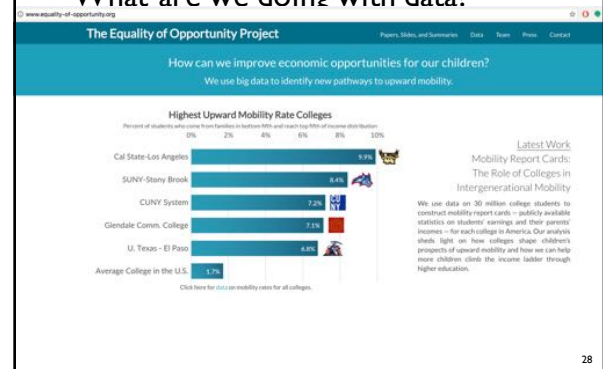 What are we doing with data?
www.equality-of-opportunity.org
The Equality of Opportunity Project
Papers, Slides, and Summaries Data Team Press Contact
How can we improve economic opportunities for our children?
We use big data to identify new pathways to upward mobility.
Highest Upward Mobility Rate Colleges
Percent of students who come from families in bottom fifth and reach top fifth of income distribution
0% 2% 4% 6% 8% 10%
Cal State-Los Angeles 9.9%
SUNY-Stony Brook 8.4%
CUNY System 7.2% CU NY
Glendale Comm. College 7.1%
U. Texas - El Paso 6.8%
Average College in the U.S. 1.7%
Click here for data on mobility rates for all colleges.
Latest Work
Mobility Report Cards:
The Role of Colleges in
Intergenerational Mobility
We use data on 30 million college students to
construct mobility report cards – publicly available
statistics on students' earnings and their parents'
incomes – for each college in America. Our analysis
sheds light on how colleges shape children's
prospects of upward mobility and how we can help
more children climb the income ladder through
higher education.
28